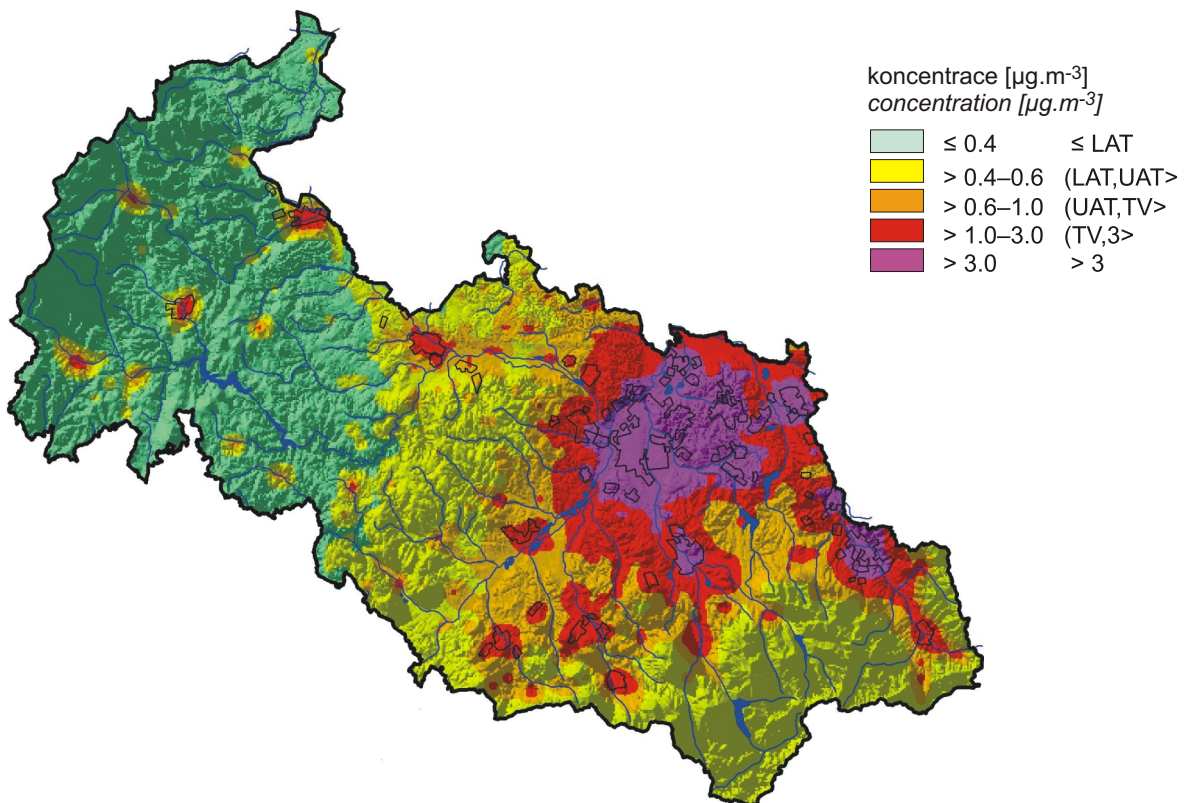 koncentrace [µg.m-3]
concentration [µg.m-3]
≤ 0.4 ≤ LAT
> 0.4–0.6 (LAT,UAT>
> 0.6–1.0 (UAT,TV>
> 1.0–3.0 (TV,3>
> 3.0 > 3